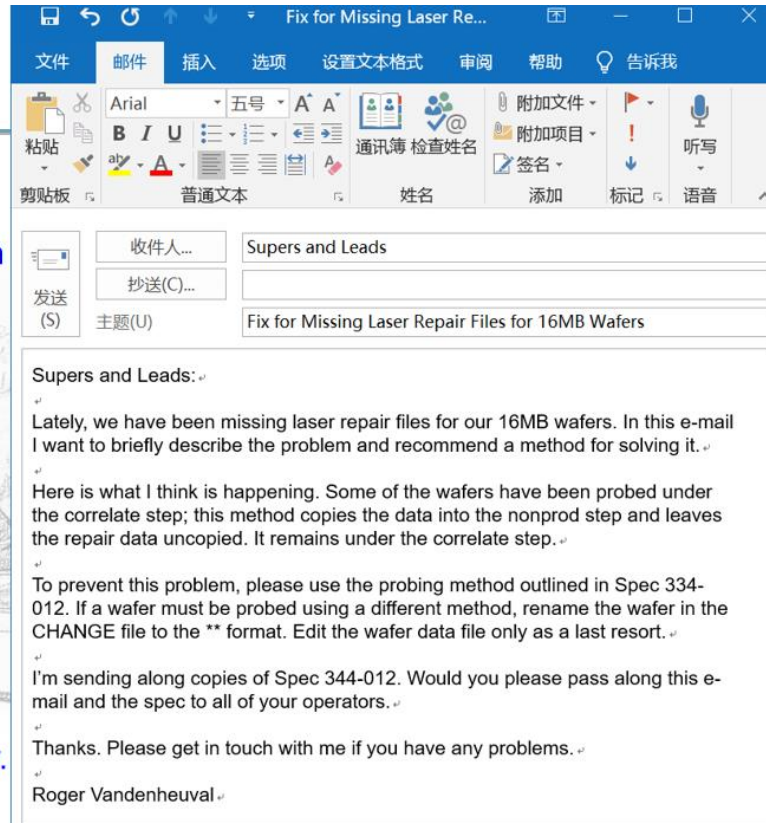 Fix for Missing Laser Re...
文件 邮件 插入 选项 设置文本格式 审阅 帮助 告诉我
Arial 五号 A A 附加文件
粘贴 B I U 通讯簿 检查姓名 附加项目 ! 听写
aby A 签名
剪贴板 普通文本 姓名 添加 标记 语音
收件人... Supers and Leads
抄送(C)...
发送
(S) 主题(U) Fix for Missing Laser Repair Files for 16MB Wafers
Supers and Leads:
Lately, we have been missing laser repair files for our 16MB wafers. In this e-mail
I want to briefly describe the problem and recommend a method for solving it.
Here is what I think is happening. Some of the wafers have been probed under
the correlate step; this method copies the data into the nonprod step and leaves
the repair data uncopied. It remains under the correlate step.
To prevent this problem, please use the probing method outlined in Spec 334-
012. If a wafer must be probed using a different method, rename the wafer in the
CHANGE file to the ** format. Edit the wafer data file only as a last resort.
I'm sending along copies of Spec 344-012. Would you please pass along this e-
mail and the spec to all of your operators.
Thanks. Please get in touch with me if you have any problems.
Roger Vandenheuval